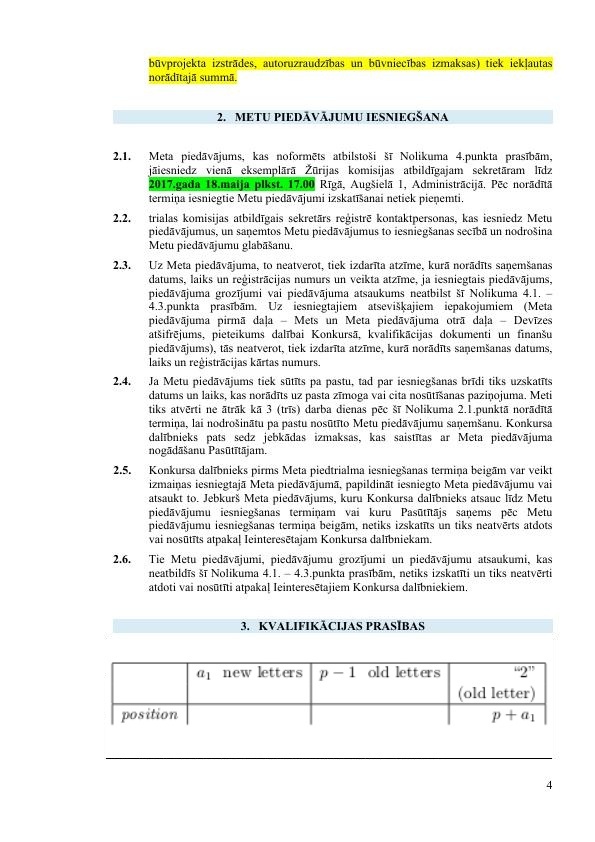 būvprojekta izstrādes, autoruzraudzības un būvniecības izmaksas) tiek iekļautas
norādītajā summā.
2. METU PIEDĀVĀJUMU IESNIEGŠANA
2.1. Meta piedāvājums, kas noformēts atbilstoši šī Nolikuma 4.punkta prasībām,
jāiesniedz vienā eksemplārā Žūrijas komisijas atbildīgajam sekretāram līdz
2017.gada 18.maija plkst. 17.00 Rīgā, Augšielā 1, Administrācijā. Pēc norādītā
termiņa iesniegtie Metu piedāvājumi izskatīšanai netiek pieņemti.
2.2. trialas komisijas atbildīgais sekretārs reģistrē kontaktpersonas, kas iesniedz Metu
piedāvājumus, un saņemtos Metu piedāvājumus to iesniegšanas secībā un nodrošina
Metu piedāvājumu glabāšanu.
2.3. Uz Meta piedāvājuma, to neatverot, tiek izdarīta atzīme, kurā norādīts saņemšanas
datums, laiks un reģistrācijas numurs un veikta atzīme, ja iesniegtais piedāvājums,
piedāvājuma grozījumi vai piedāvājuma atsaukums neatbilst šī Nolikuma 4.1. –
4.3.punkta prasībām. Uz iesniegtajiem atsevišķajiem iepakojumiem (Meta
piedāvājuma pirmā daļa – Mets un Meta piedāvājuma otrā daļa – Devīzes
atšifrējums, pieteikums dalībai Konkursā, kvalifikācijas dokumenti un finanšu
piedāvājums), tās neatverot, tiek izdarīta atzīme, kurā norādīts saņemšanas datums,
laiks un reģistrācijas kārtas numurs.
2.4. Ja Metu piedāvājums tiek sūtīts pa pastu, tad par iesniegšanas brīdi tiks uzskatīts
datums un laiks, kas norādīts uz pasta zīmoga vai cita nosūtīšanas paziņojuma. Meti
tiks atvērti ne ātrāk kā 3 (trīs) darba dienas pēc šī Nolikuma 2.1.punktā norādītā
termiņa, lai nodrošinātu pa pastu nosūtīto Metu piedāvājumu saņemšanu. Konkursa
dalībnieks pats sedz jebkādas izmaksas, kas saistītas ar Meta piedāvājuma
nogādāšanu Pasūtītājam.
2.5. Konkursa dalībnieks pirms Meta piedtrialma iesniegšanas termiņa beigām var veikt
izmaiņas iesniegtajā Meta piedāvājumā, papildināt iesniegto Metu piedāvājumu vai
atsaukt to. Jebkurš Meta piedāvājums, kuru Konkursa dalībnieks atsauc līdz Metu
piedāvājumu iesniegšanas termiņam vai kuru Pasūtītājs saņems pēc Metu
piedāvājumu iesniegšanas termiņa beigām, netiks izskatīts un tiks neatvērts atdots
vai nosūtīts atpakaļ Ieinteresētajam Konkursa dalībniekam.
2.6. Tie Metu piedāvājumi, piedāvājumu grozījumi un piedāvājumu atsaukumi, kas
neatbildīs šī Nolikuma 4.1. – 4.3.punkta prasībām, netiks izskatīti un tiks neatvērti
atdoti vai nosūtīti atpakaļ Ieinteresētajiem Konkursa dalībniekiem.
3. KVALIFIKĀCIJAS PRASĪBAS
a₁ new letters p − 1 old letters “2”
(old letter)
position p + a₁
4